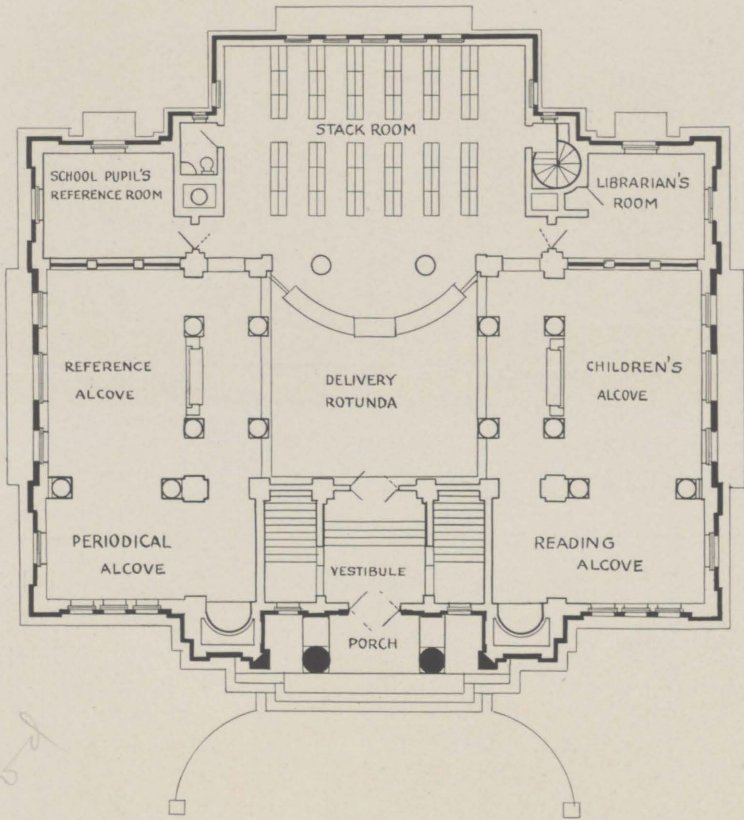 STACK ROOM
SCHOOL PUPIL'S
REFERENCE ROOM
LIBRARIAN'S
ROOM
REFERENCE
ALCOVE
DELIVERY
ROTUNDA
CHILDREN'S
ALCOVE
PERIODICAL
ALCOVE
VESTIBULE
READING
ALCOVE
PORCH